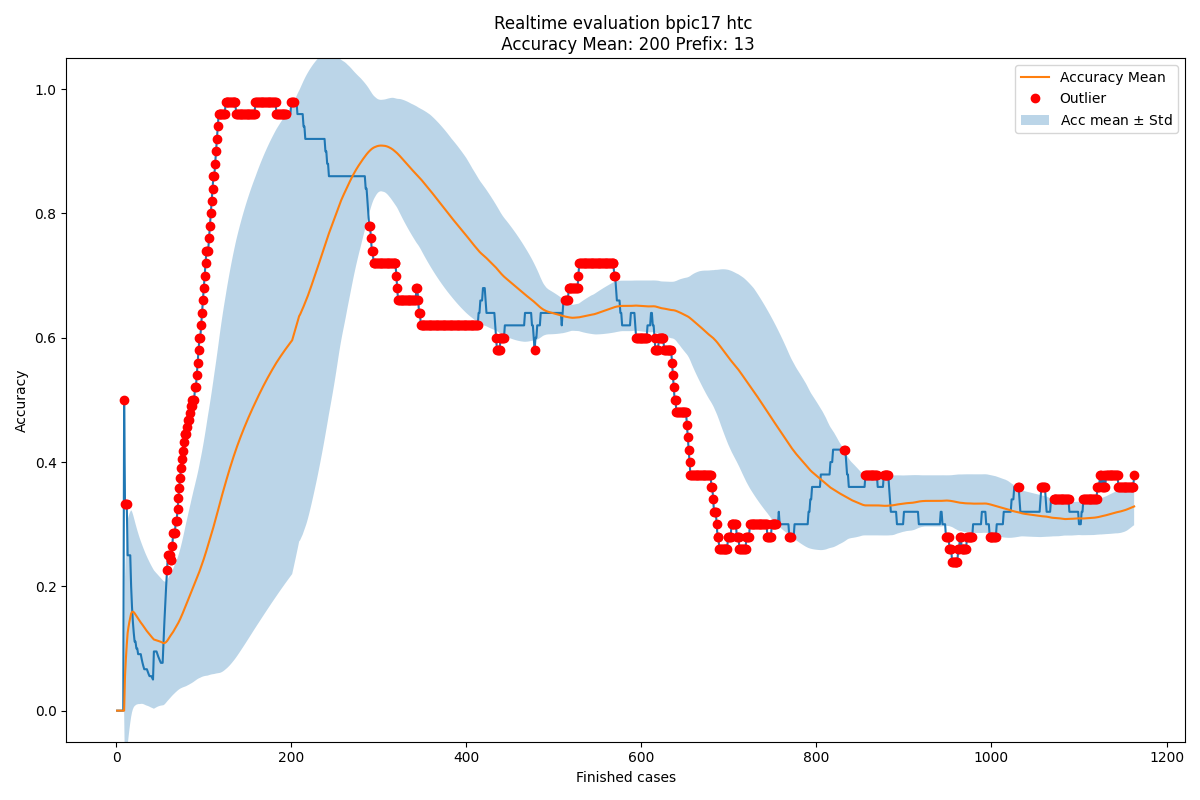 Realtime evaluation bpic17 htc
Accuracy Mean: 200 Prefix: 13
Accuracy Mean
Outlier
Acc mean ± Std
1.0
0.8
0.6
0.4
0.2
0.0
Accuracy
0 200 400 600 800 1000 1200
Finished cases